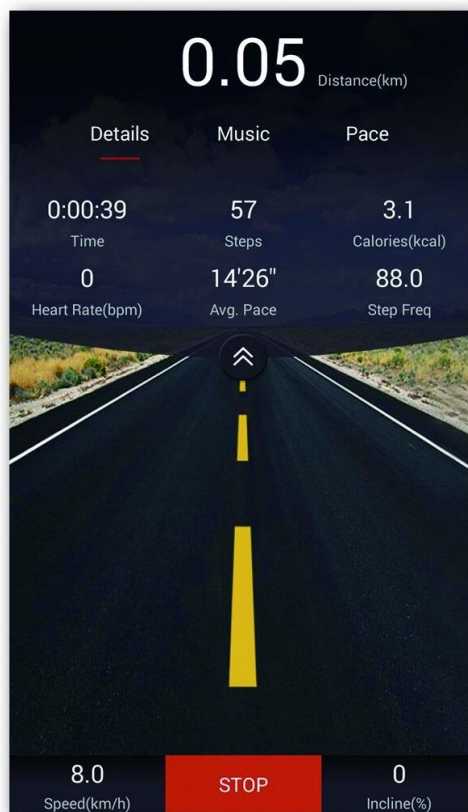 0.05 Distance(km)
Details Music Pace
0:00:39 57 3.1
Time Steps Calories(kcal)
0 14'26" 88.0
Heart Rate(bpm) Avg. Pace Step Freq
8.0 STOP 0
Speed(km/h) Incline(%)